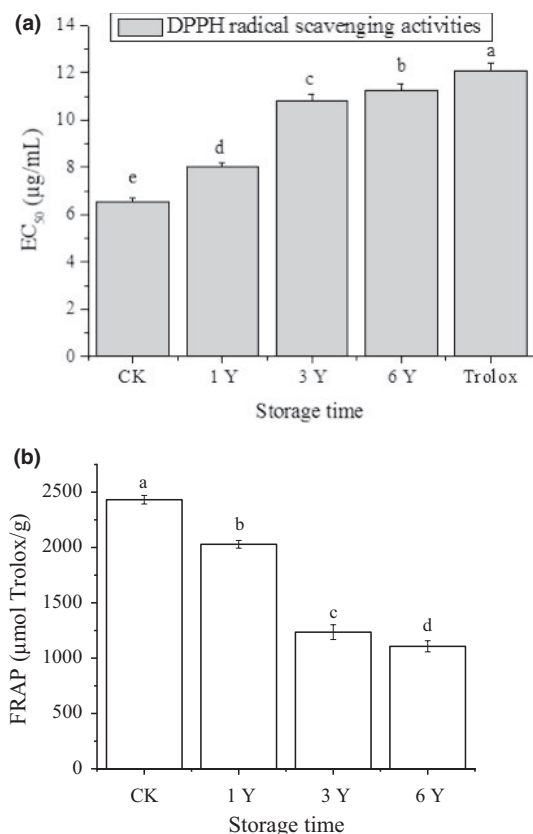 (a)
DPPH radical scavenging activities
EC50 (µg/mL)
14
12
10
8
6
4
2
0
e
d
c
b
a
CK
1 Y
3 Y
6 Y
Trolox
Storage time
(b)
FRAP (µmol Trolox/g)
2500
2000
1500
1000
500
0
a
b
c
d
CK
1 Y
3 Y
6 Y
Storage time